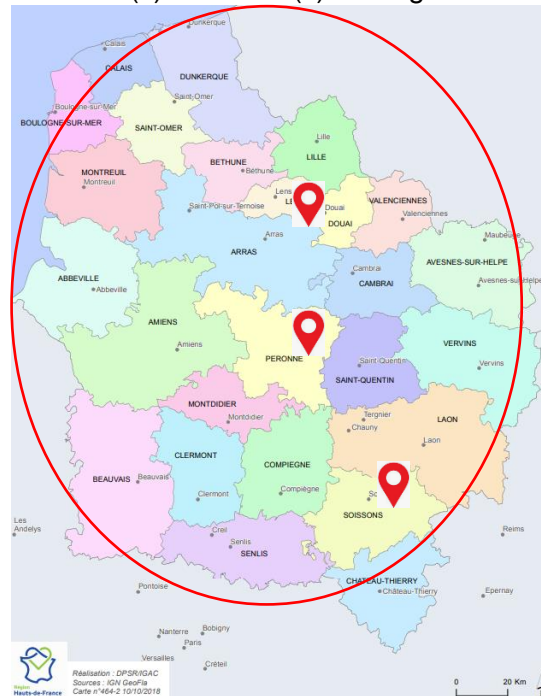 Dunkerque
Calais
CALAIS
DUNKERQUE
Saint-Omer
Boulogne-sur-Mer
BOULOGNE-SUR-MER
SAINT-OMER
Lille
LILLE
BETHUNE
Béthune
MONTREUIL
Montreuil
Lens
Douai
VALENCIENNES
Valenciennes
Saint-Pol-sur-Ternoise
DOUAI
Arras
ARRAS
Maubeuge
Cambrai
CAMBRAI
AVESNES-SUR-HELPE
Avesnes-sur-Helpe
ABBEVILLE
Abbeville
AMIENS
Amiens
PERONNE
Saint-Quentin
SAINT-QUENTIN
VERVINS
Vervins
MONTDIDIER
Montdidier
Tergnier
Chauny
LAON
Laon
CLERMONT
COMPIEGNE
BEAUVAIS
Beauvais
Clermont
Compiègne
SOISSONS
Les
Andelys
Creil
Senlis
SENLIS
Reims
CHATEAU-THIERRY
Château-Thierry
Pontoise
Epernay
Nanterre
Bobigny
Paris
Versailles
Créteil
Région
Hauts-de-France
Réalisation : DPSR/IGAC
Sources : IGN GeoFla
Carte n°464-2 10/10/2018
0 20 Km